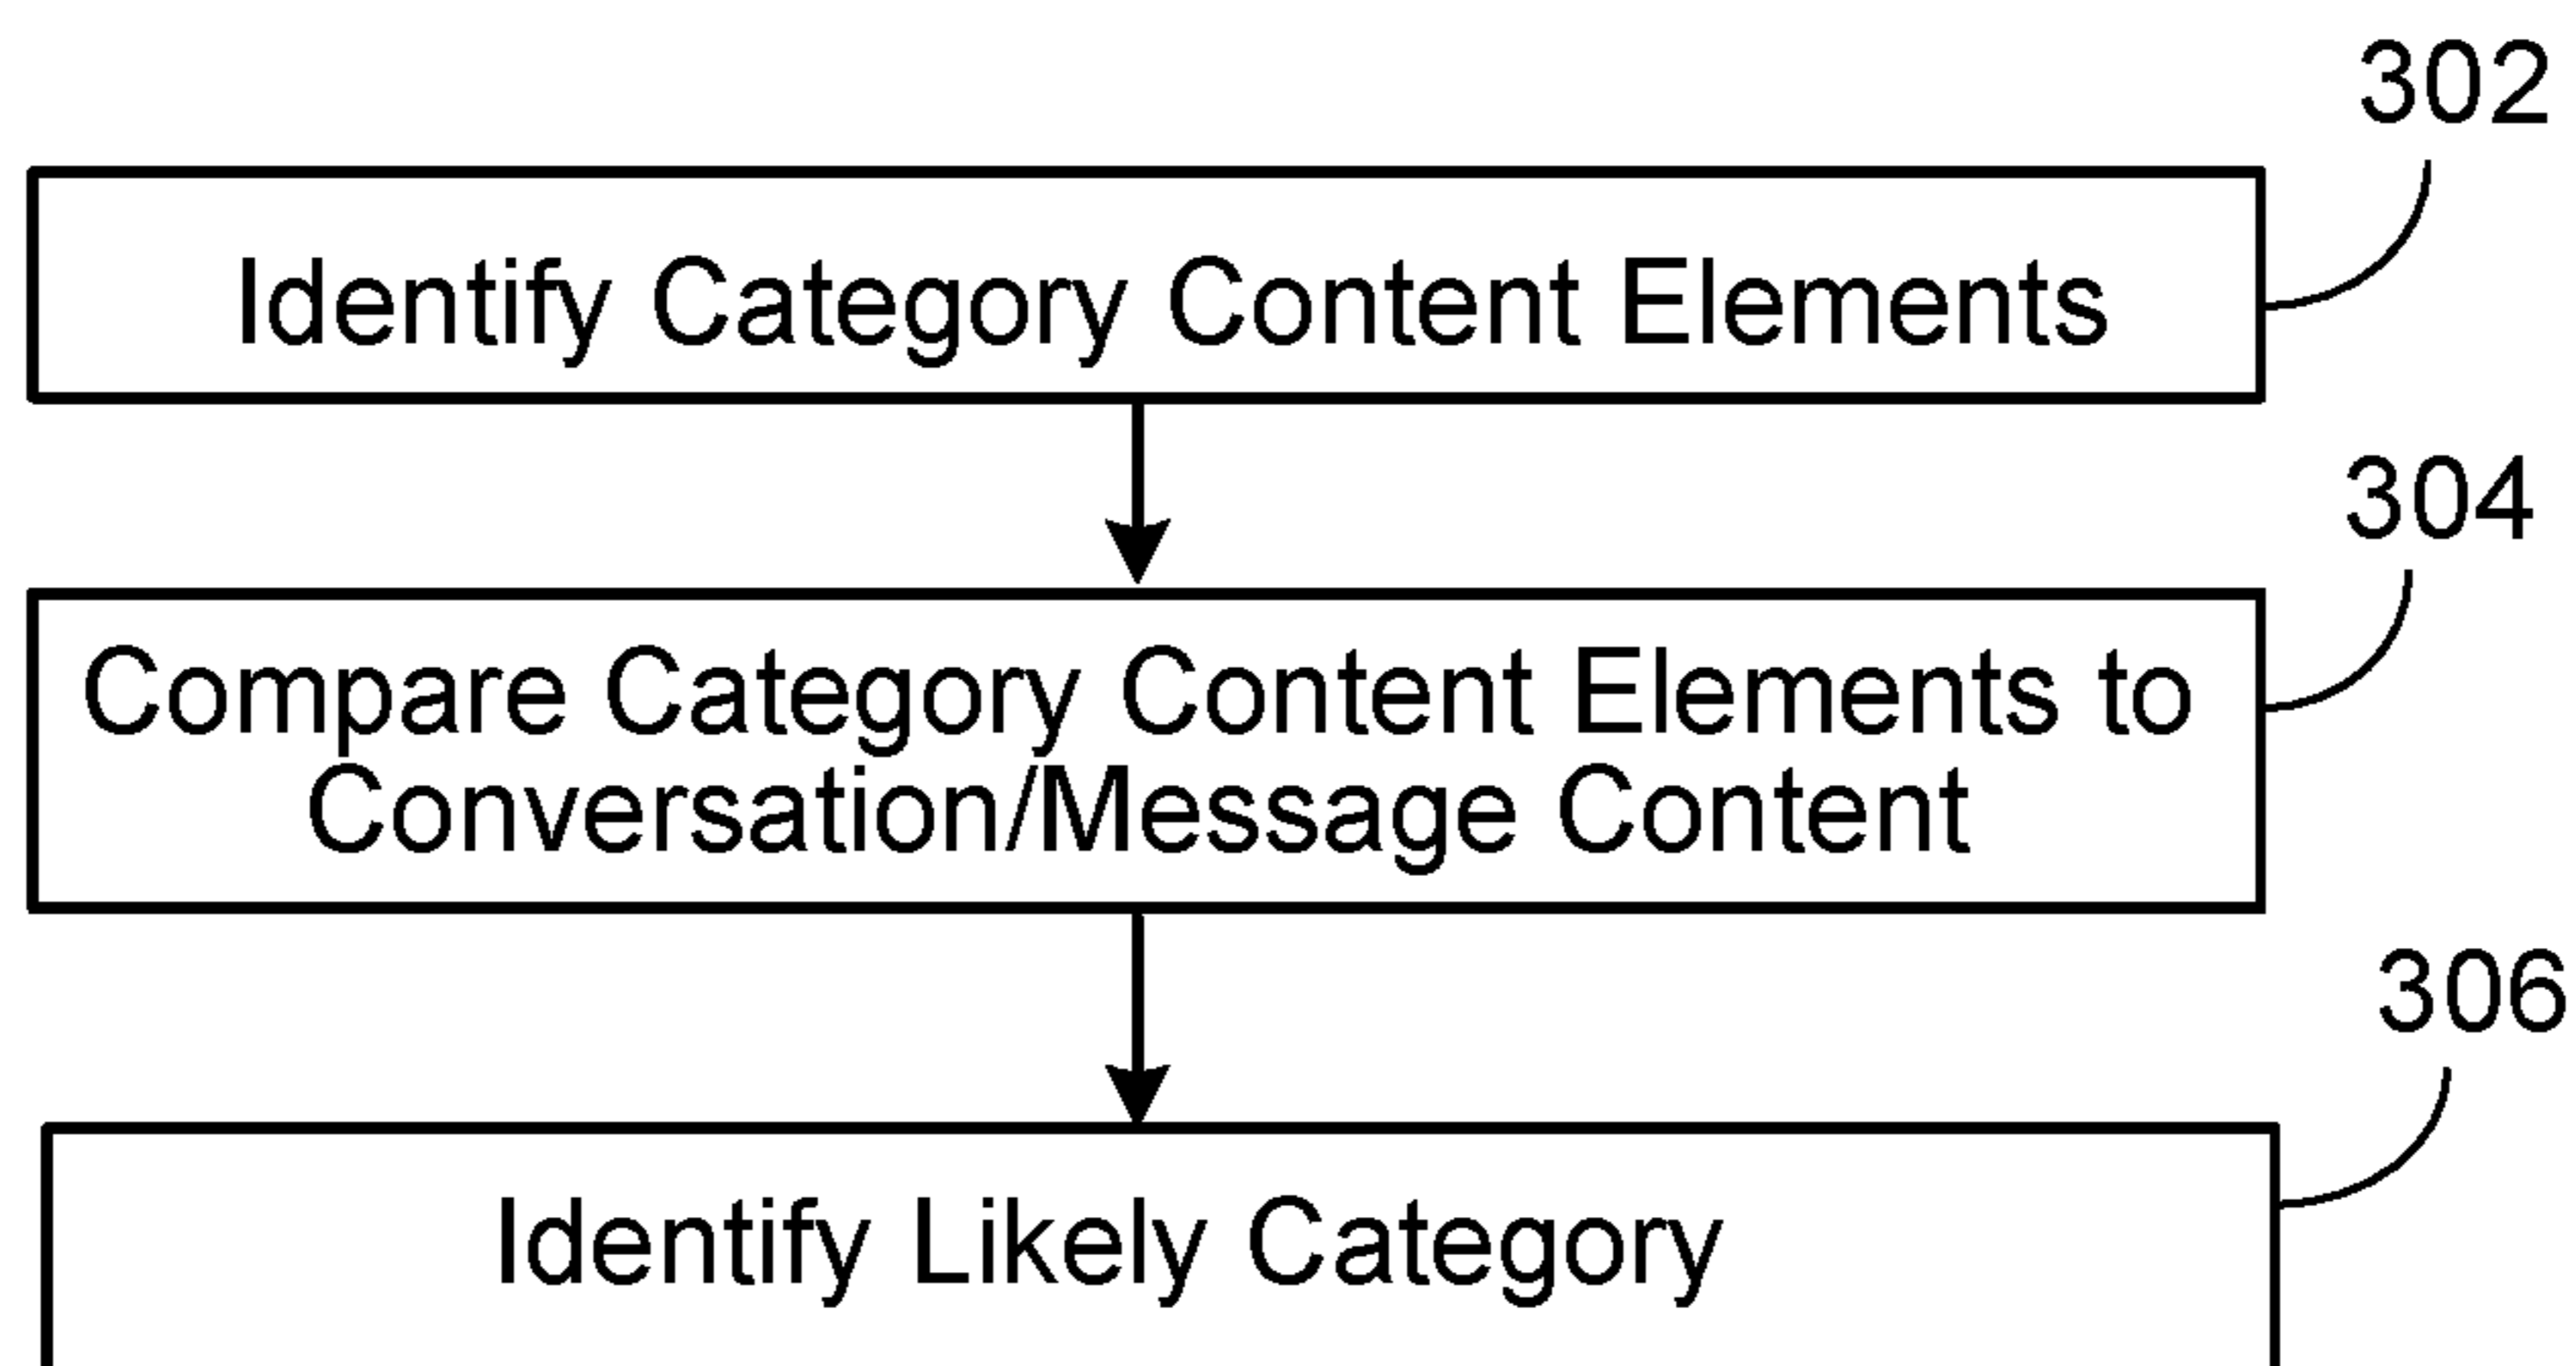 302
Identify Category Content Elements
304
Compare Category Content Elements to
Conversation/Message Content
306
Identify Likely Category